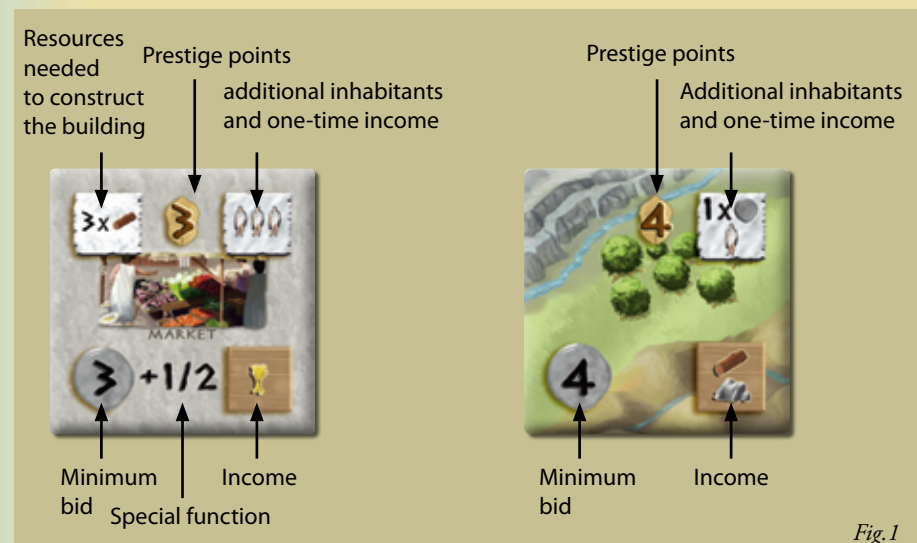 Resources
needed
to construct
the building
Prestige points
additional inhabitants
and one-time income
3x
3
MARKET
3
+1/2
Minimum
bid
Special function
Income
Prestige points
Additional inhabitants
and one-time income
4
1x
4
Minimum
bid
Income
Fig.1